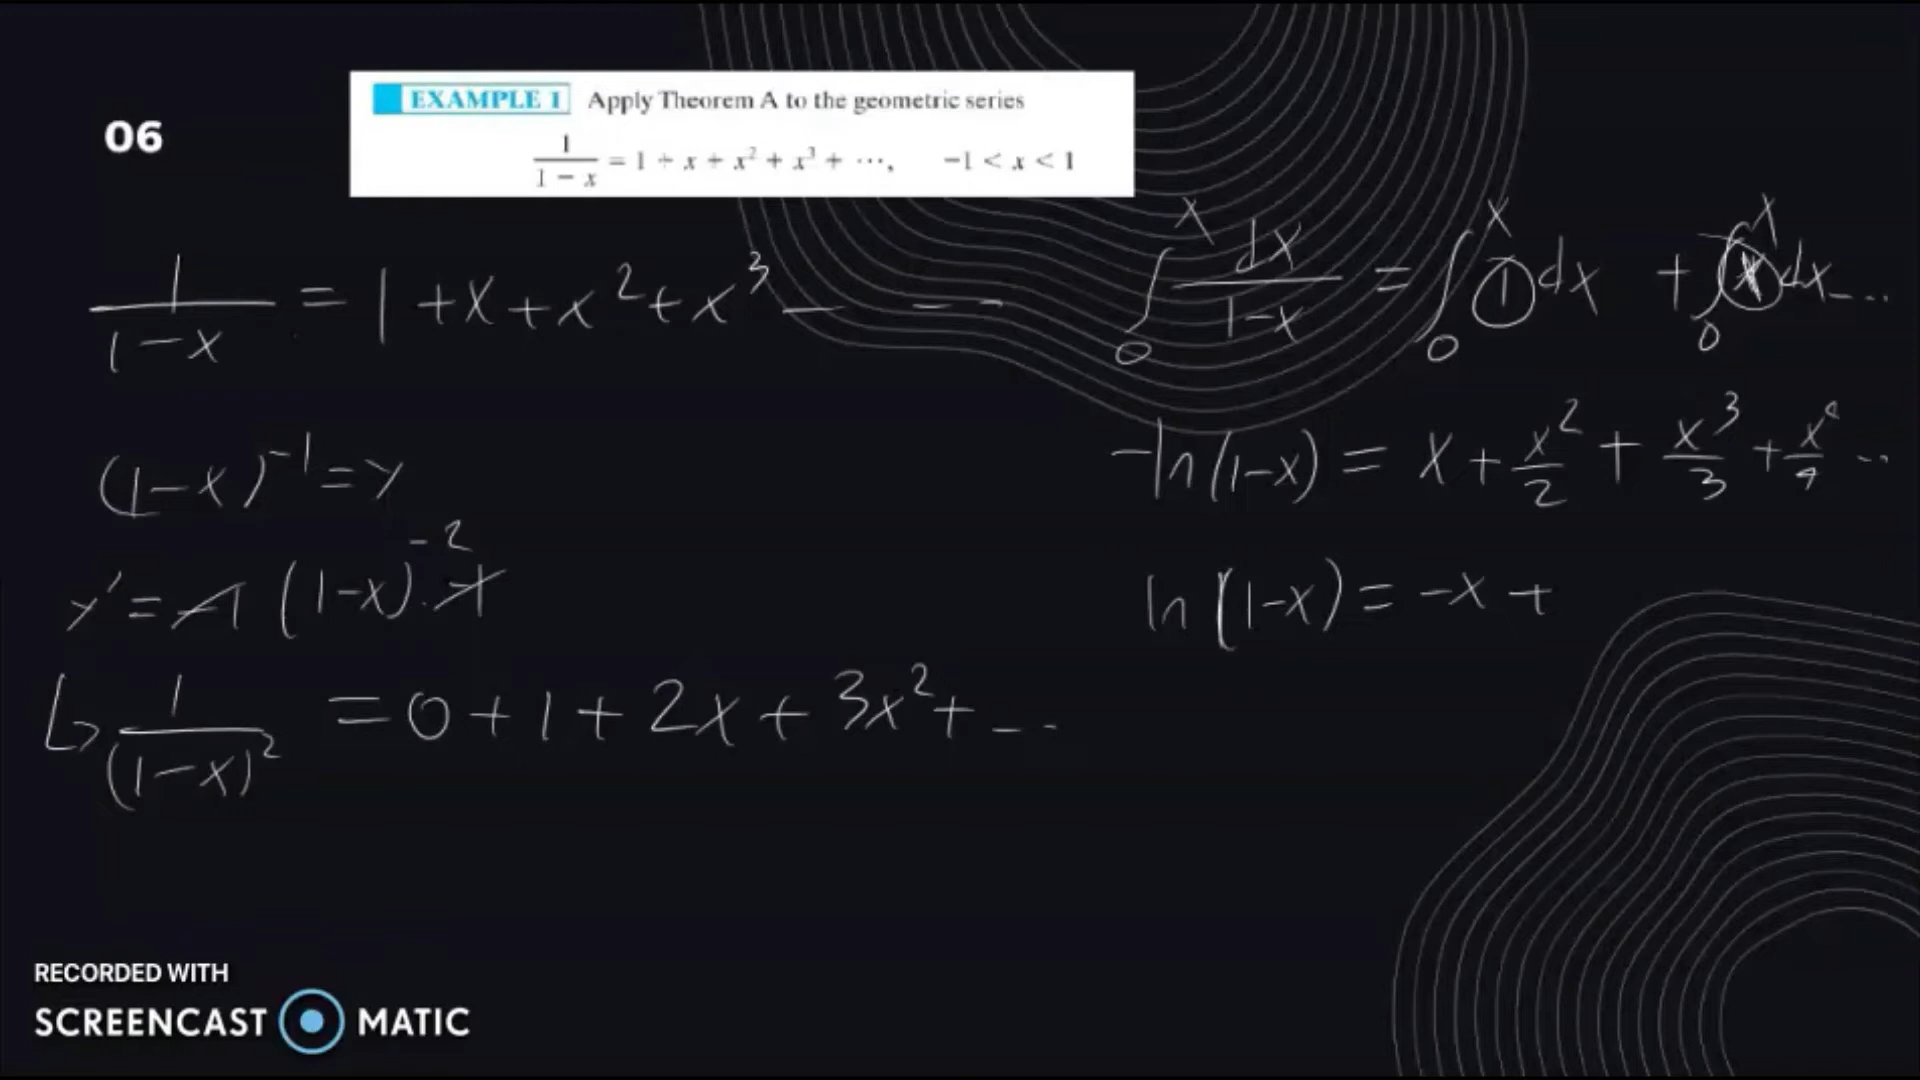 06
EXAMPLE 1 Apply Theorem A to the geometric series
1/(1 − x) = 1 + x + x² + x³ + ⋯, −1 < x < 1
1/(1−x) = 1 + x + x² + x³ − − −
(1−x)⁻¹ = y
y' = (1−x)⁻² ·
↳ 1/(1−x)² = 0 + 1 + 2x + 3x² + ...
∫₀ˣ dx/(1−x) = ∫₀ˣ 1 dx + ∫₀ˣ x dx ...
−ln(1−x) = x + x²/2 + x³/3 + x⁴/4 ...
ln(1−x) = −x +
RECORDED WITH
SCREENCAST MATIC